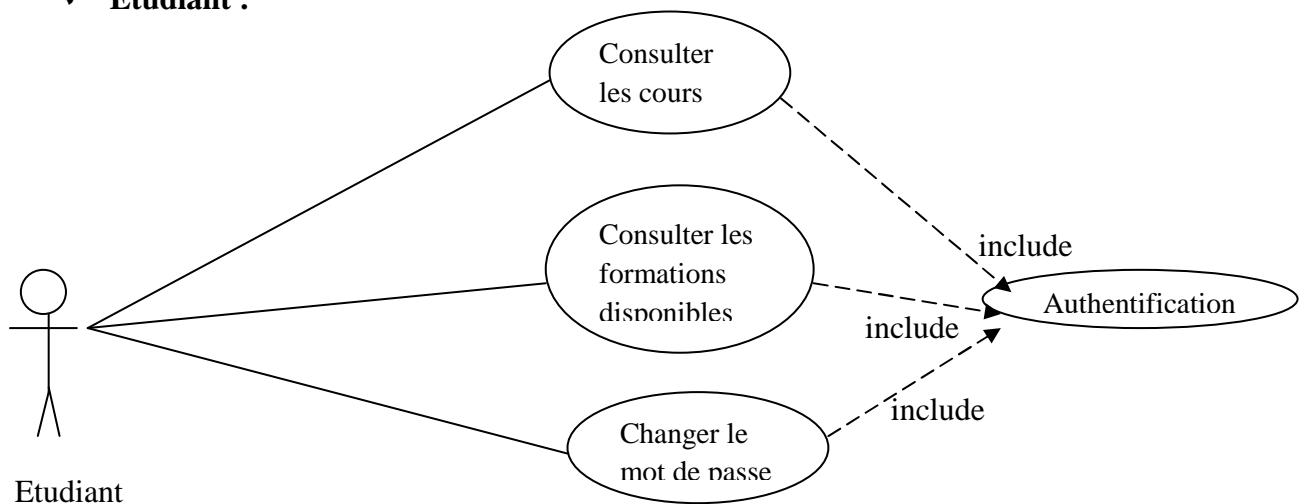 Etudiant :
Consulter
les cours
Consulter les
formations
disponibles
include
Authentification
include
include
Changer le
mot de passe
Etudiant